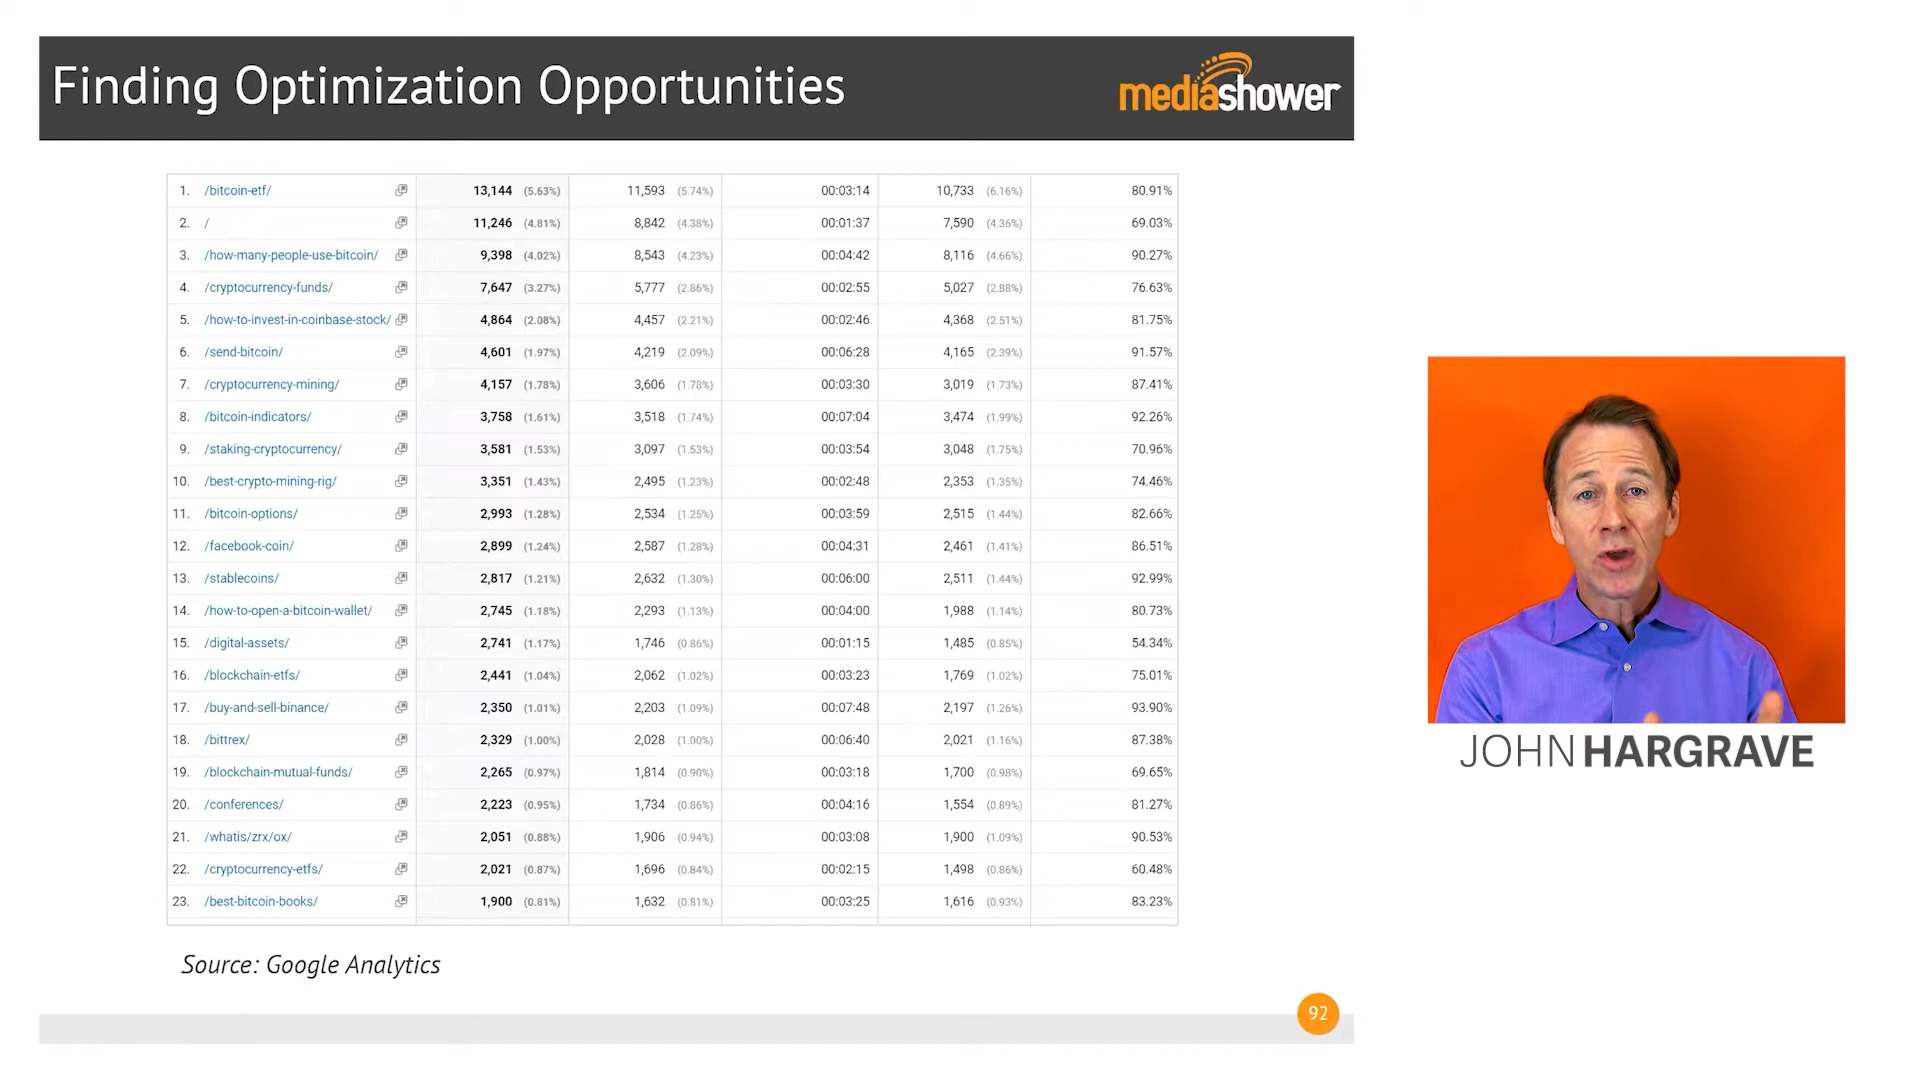 Finding Optimization Opportunities
mediashower
1. /bitcoin-etf/ 13,144 (5.63%) 11,593 (5.74%) 00:03:14 10,733 (6.16%) 80.91%
2. / 11,246 (4.81%) 8,842 (4.38%) 00:01:37 7,590 (4.36%) 69.03%
3. /how-many-people-use-bitcoin/ 9,398 (4.02%) 8,543 (4.23%) 00:04:42 8,116 (4.66%) 90.27%
4. /cryptocurrency-funds/ 7,647 (3.27%) 5,777 (2.86%) 00:02:55 5,027 (2.88%) 76.63%
5. /how-to-invest-in-coinbase-stock/ 4,864 (2.08%) 4,457 (2.21%) 00:02:46 4,368 (2.51%) 81.75%
6. /send-bitcoin/ 4,601 (1.97%) 4,219 (2.09%) 00:06:28 4,165 (2.39%) 91.57%
7. /cryptocurrency-mining/ 4,157 (1.78%) 3,606 (1.78%) 00:03:30 3,019 (1.73%) 87.41%
8. /bitcoin-indicators/ 3,758 (1.61%) 3,518 (1.74%) 00:07:04 3,474 (1.99%) 92.26%
9. /staking-cryptocurrency/ 3,581 (1.53%) 3,097 (1.53%) 00:03:54 3,048 (1.75%) 70.96%
10. /best-crypto-mining-rig/ 3,351 (1.43%) 2,495 (1.23%) 00:02:48 2,353 (1.35%) 74.46%
11. /bitcoin-options/ 2,993 (1.28%) 2,534 (1.25%) 00:03:59 2,515 (1.44%) 82.66%
12. /facebook-coin/ 2,899 (1.24%) 2,587 (1.28%) 00:04:31 2,461 (1.41%) 86.51%
13. /stablecoins/ 2,817 (1.21%) 2,632 (1.30%) 00:06:00 2,511 (1.44%) 92.99%
14. /how-to-open-a-bitcoin-wallet/ 2,745 (1.18%) 2,293 (1.13%) 00:04:00 1,988 (1.14%) 80.73%
15. /digital-assets/ 2,741 (1.17%) 1,746 (0.86%) 00:01:15 1,485 (0.85%) 54.34%
16. /blockchain-etfs/ 2,441 (1.04%) 2,062 (1.02%) 00:03:23 1,769 (1.02%) 75.01%
17. /buy-and-sell-binance/ 2,350 (1.01%) 2,203 (1.09%) 00:07:48 2,197 (1.26%) 93.90%
18. /bittrex/ 2,329 (1.00%) 2,028 (1.00%) 00:06:40 2,021 (1.16%) 87.38%
19. /blockchain-mutual-funds/ 2,265 (0.97%) 1,814 (0.90%) 00:03:18 1,700 (0.98%) 69.65%
20. /conferences/ 2,223 (0.95%) 1,734 (0.86%) 00:04:16 1,554 (0.89%) 81.27%
21. /whatis/zrx/ox/ 2,051 (0.88%) 1,906 (0.94%) 00:03:08 1,900 (1.09%) 90.53%
22. /cryptocurrency-etfs/ 2,021 (0.87%) 1,696 (0.84%) 00:02:15 1,498 (0.86%) 60.48%
23. /best-bitcoin-books/ 1,900 (0.81%) 1,632 (0.81%) 00:03:25 1,616 (0.93%) 83.23%
Source: Google Analytics
92
JOHN HARGRAVE